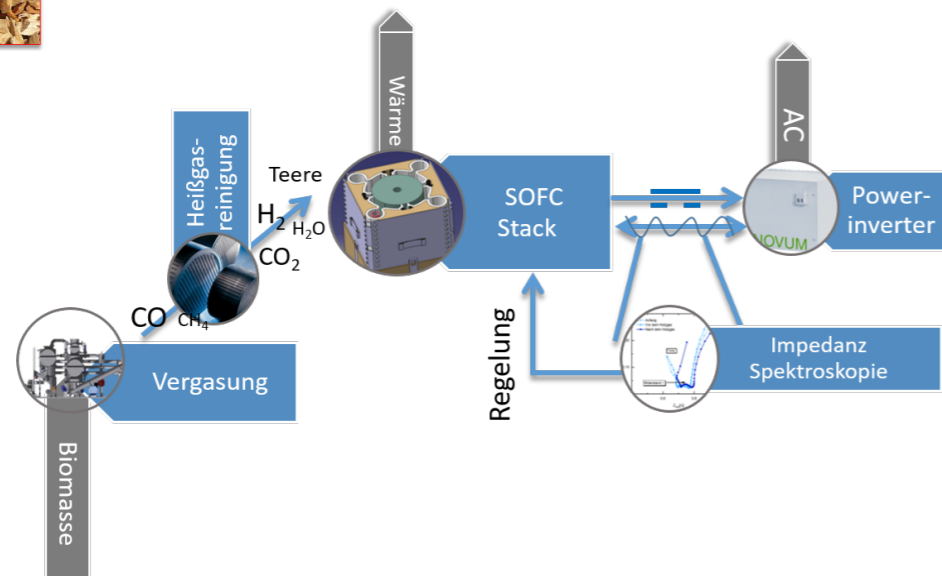 Wärme
AC
Heißgas-
reinigung
Teere
H2
H2O
CO2
SOFC
Stack
Power-
inverter
NOVUM
CO
CH4
Vergasung
Regelung
Impedanz
Spektroskopie
Biomasse